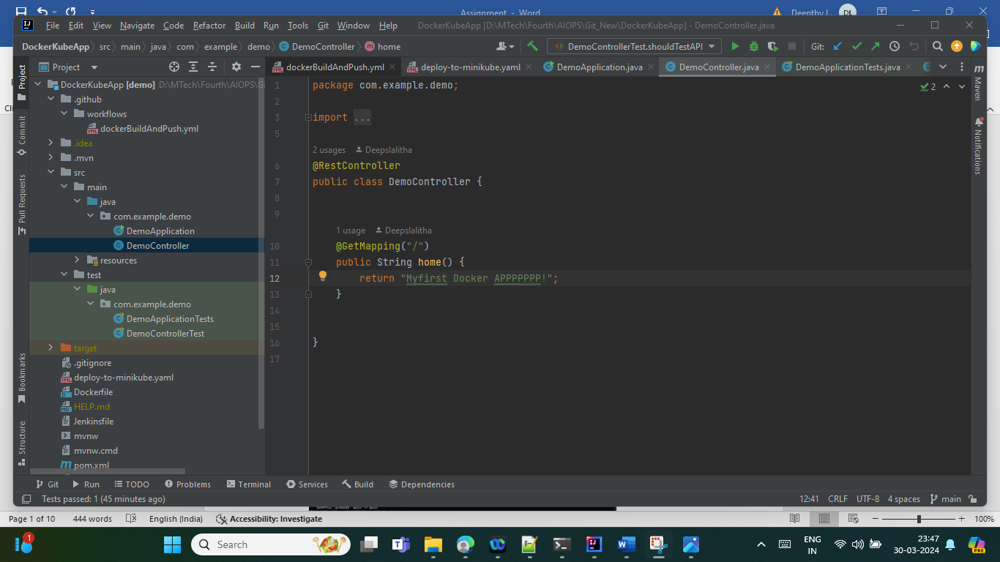 Assignment - Word
Deepthy L
DL
File Edit View Navigate Code Refactor Build Run Tools Git Window Help DockerKubeApp [D:\MTech\Fourth\AIOPS\Git_New\DockerKubeApp] - DemoController.java
DockerKubeApp src main java com example demo DemoController home
DemoControllerTest.shouldTestAPI
Git:
Project
dockerBuildAndPush.yml deploy-to-minikube.yaml DemoApplication.java DemoController.java DemoApplicationTests.java
Project
Commit
Pull Requests
Bookmarks
Structure
DockerKubeApp [demo] D:\MTech\Fourth\AIOPS\Gi
.github
workflows
dockerBuildAndPush.yml
.idea
.mvn
src
main
java
com.example.demo
DemoApplication
DemoController
resources
test
java
com.example.demo
DemoApplicationTests
DemoControllerTest
target
.gitignore
deploy-to-minikube.yaml
Dockerfile
HELP.md
Jenkinsfile
mvnw
mvnw.cmd
pom.xml
1 package com.example.demo;
2
3 import ...
5
2 usages Deepslalitha
6 @RestController
7 public class DemoController {
8
9
1 usage Deepslalitha
10 @GetMapping("/")
11 public String home() {
12 return "Myfirst Docker APPPPPPP!";
13 }
14
15
16 }
17
2
Maven
Notifications
Git Run TODO Problems Terminal Services Build Dependencies
Tests passed: 1 (45 minutes ago)
12:41 CRLF UTF-8 4 spaces main
Page 1 of 10 444 words English (India) Accessibility: Investigate
100%
1
Search
ENG
IN
23:47
30-03-2024
PRE